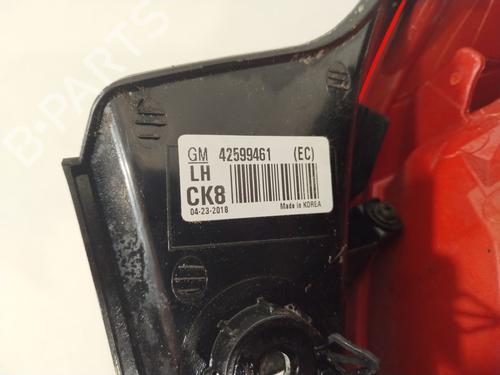 B-PARTS
GM 42599461 (EC)
LH
CK8
04-23-2018 Made in KOREA